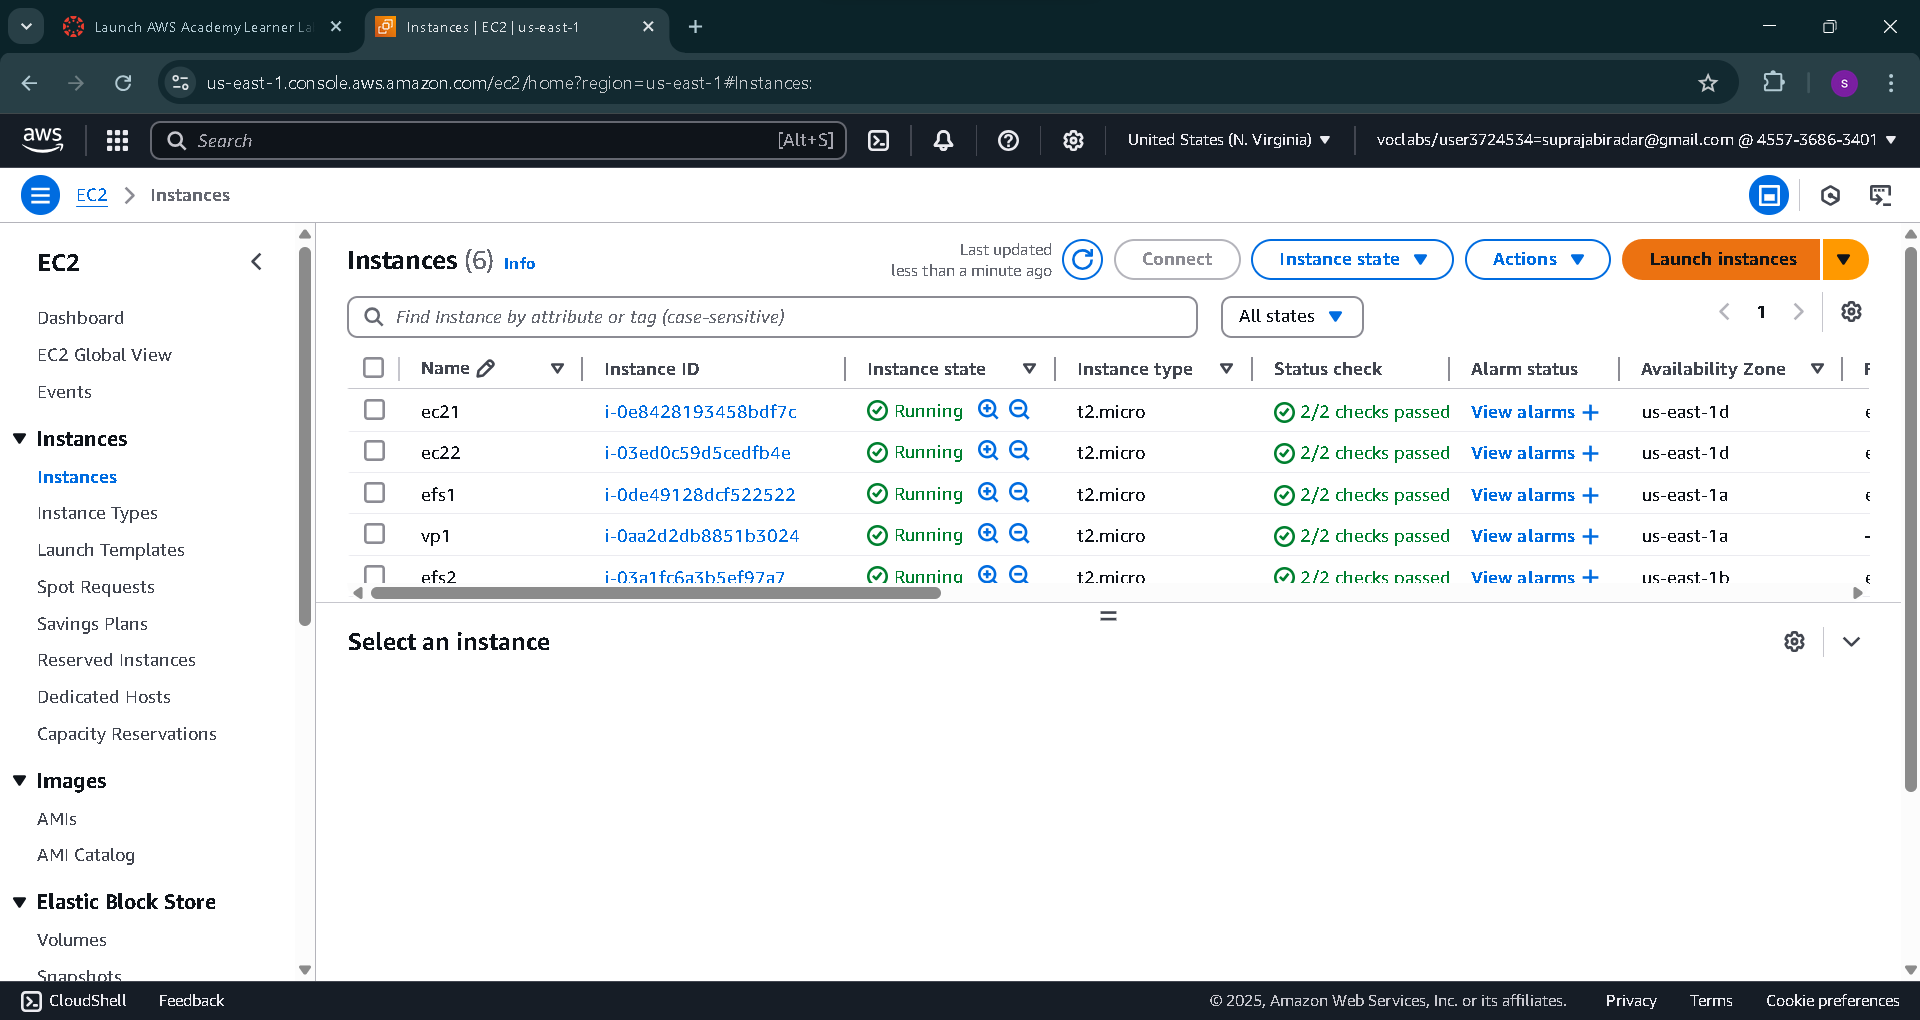 Launch AWS Academy Learner La
Instances | EC2 | us-east-1
us-east-1.console.aws.amazon.com/ec2/home?region=us-east-1#Instances:
S
aws
Search
[Alt+S]
United States (N. Virginia)
voclabs/user3724534=suprajabiradar@gmail.com @ 4557-3686-3401
EC2
Instances
EC2
Dashboard
EC2 Global View
Events
Instances
Instances
Instance Types
Launch Templates
Spot Requests
Savings Plans
Reserved Instances
Dedicated Hosts
Capacity Reservations
Images
AMIs
AMI Catalog
Elastic Block Store
Volumes
Snapshots
Instances (6) Info
Last updated
less than a minute ago
Connect
Instance state
Actions
Launch instances
Find Instance by attribute or tag (case-sensitive)
All states
1
Name Instance ID Instance state Instance type Status check Alarm status Availability Zone
ec21 i-0e8428193458bdf7c Running t2.micro 2/2 checks passed View alarms + us-east-1d
ec22 i-03ed0c59d5cedfb4e Running t2.micro 2/2 checks passed View alarms + us-east-1d
efs1 i-0de49128dcf522522 Running t2.micro 2/2 checks passed View alarms + us-east-1a
vp1 i-0aa2d2db8851b3024 Running t2.micro 2/2 checks passed View alarms + us-east-1a -
efs2 i-03a1fc6a3b5ef97a7 Running t2.micro 2/2 checks passed View alarms + us-east-1b
Select an instance
CloudShell
Feedback
© 2025, Amazon Web Services, Inc. or its affiliates.
Privacy
Terms
Cookie preferences